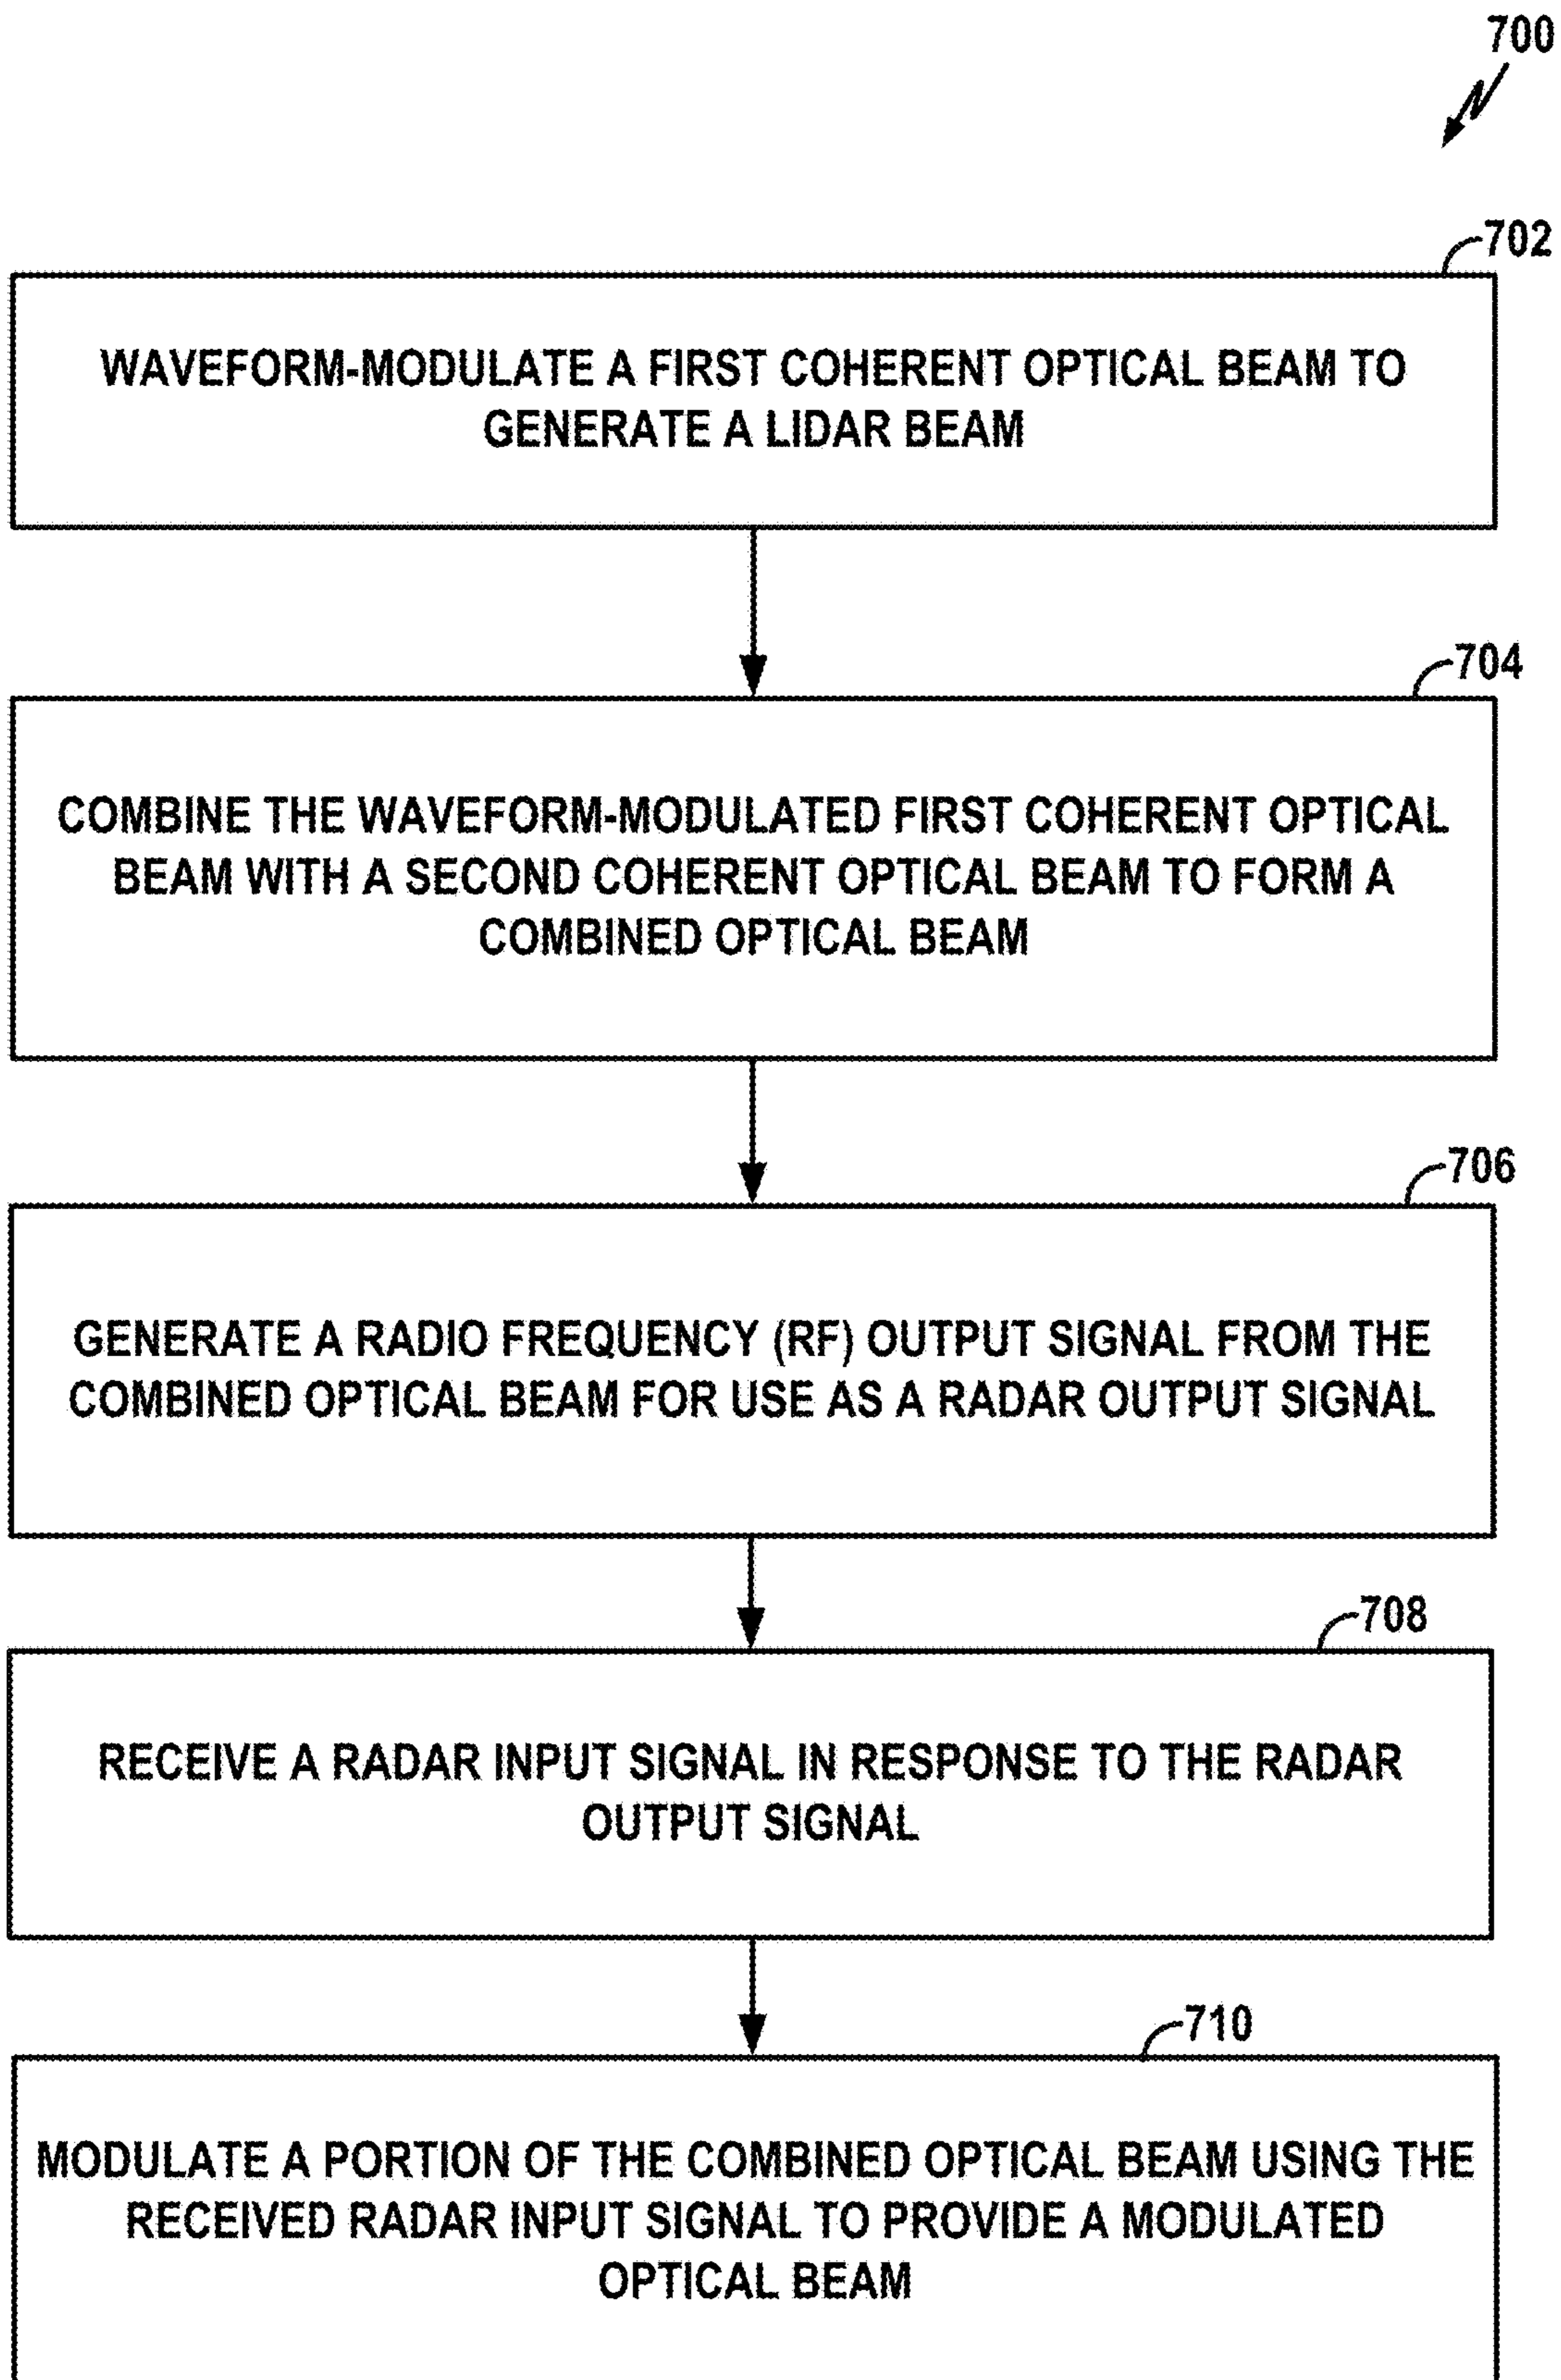 700
702
WAVEFORM-MODULATE A FIRST COHERENT OPTICAL BEAM TO
GENERATE A LIDAR BEAM
704
COMBINE THE WAVEFORM-MODULATED FIRST COHERENT OPTICAL
BEAM WITH A SECOND COHERENT OPTICAL BEAM TO FORM A
COMBINED OPTICAL BEAM
706
GENERATE A RADIO FREQUENCY (RF) OUTPUT SIGNAL FROM THE
COMBINED OPTICAL BEAM FOR USE AS A RADAR OUTPUT SIGNAL
708
RECEIVE A RADAR INPUT SIGNAL IN RESPONSE TO THE RADAR
OUTPUT SIGNAL
710
MODULATE A PORTION OF THE COMBINED OPTICAL BEAM USING THE
RECEIVED RADAR INPUT SIGNAL TO PROVIDE A MODULATED
OPTICAL BEAM